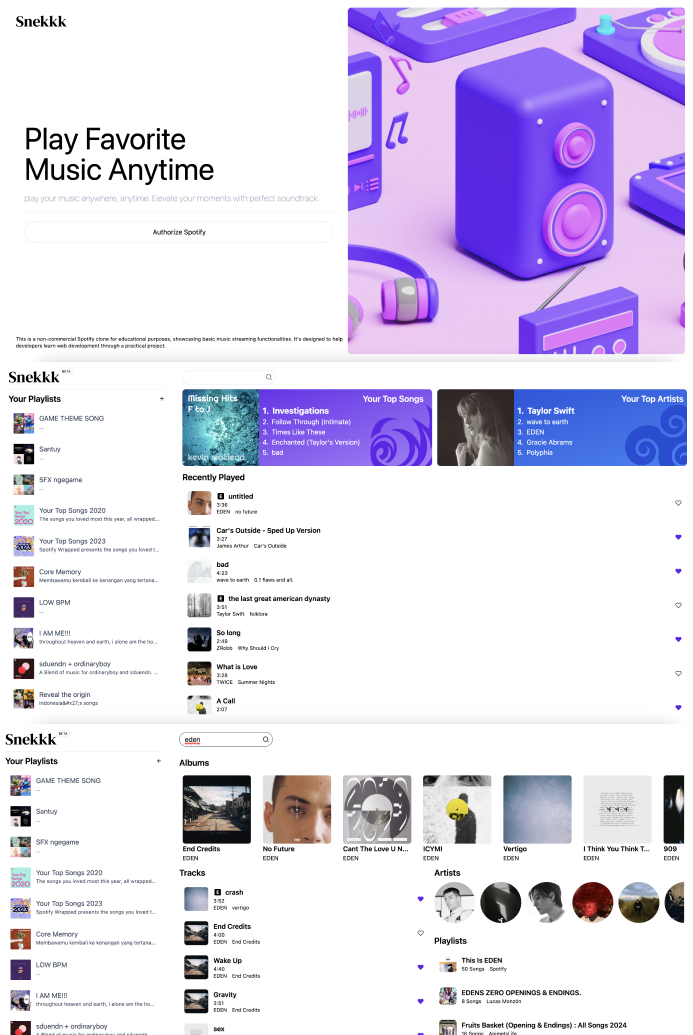 Snekkk
Play Favorite
Music Anytime
play your music anywhere, anytime. Elevate your moments with perfect soundtrack.
Authorize Spotify
This is a non-commercial Spotify clone for educational purposes, showcasing basic music streaming functionalities. It's designed to help
developers learn web development through a practical project.
Snekkk BETA
Your Playlists +
GAME THEME SONG
...
Santuy
...
SFX ngegame
...
Your Top Songs 2020
The songs you loved most this year, all wrapped...
Your Top Songs 2023
Spotify Wrapped presents the songs you loved t...
Core Memory
Membawamu kembali ke kenangan yang tertana...
LOW BPM
...
I AM ME!!!
throughout heaven and earth, i alone am the ho...
sduendn + ordinaryboy
A Blend of music for ordinaryboy and sduendn. ...
Reveal the origin
Indonesia&#x27;s songs
Missing Hits
F to J
kevin macleod
Your Top Songs
1. Investigations
2. Follow Through (Intimate)
3. Times Like These
4. Enchanted (Taylor's Version)
5. bad
Your Top Artists
1. Taylor Swift
2. wave to earth
3. EDEN
4. Gracie Abrams
5. Polyphia
Recently Played
E untitled
3:36
EDEN no future
Car's Outside - Sped Up Version
3:27
James Arthur Car's Outside
bad
4:23
wave to earth 0.1 flaws and all.
E the last great american dynasty
3:51
Taylor Swift folklore
So long
2:49
ZRobb Why Should I Cry
What is Love
3:28
TWICE Summer Nights
A Call
2:07
Snekkk BETA
Your Playlists +
GAME THEME SONG
...
Santuy
...
SFX ngegame
...
Your Top Songs 2020
The songs you loved most this year, all wrapped...
Your Top Songs 2023
Spotify Wrapped presents the songs you loved t...
Core Memory
Membawamu kembali ke kenangan yang tertana...
LOW BPM
...
I AM ME!!!
throughout heaven and earth, i alone am the ho...
sduendn + ordinaryboy
A Blend of music for ordinaryboy and sduendn. ...
eden
Albums
End Credits
EDEN
No Future
EDEN
Cant The Love U N...
EDEN
ICYMI
EDEN
Vertigo
EDEN
I Think You Think T...
EDEN
909
EDEN
Tracks
E crash
3:52
EDEN vertigo
End Credits
4:00
EDEN End Credits
Wake Up
4:40
EDEN End Credits
Gravity
3:51
EDEN End Credits
sex
Artists
Playlists
This Is EDEN
50 Songs Spotify
EDENS ZERO OPENINGS & ENDINGS.
8 Songs Lucas Monzón
Fruits Basket (Opening & Endings) : All Songs 2024